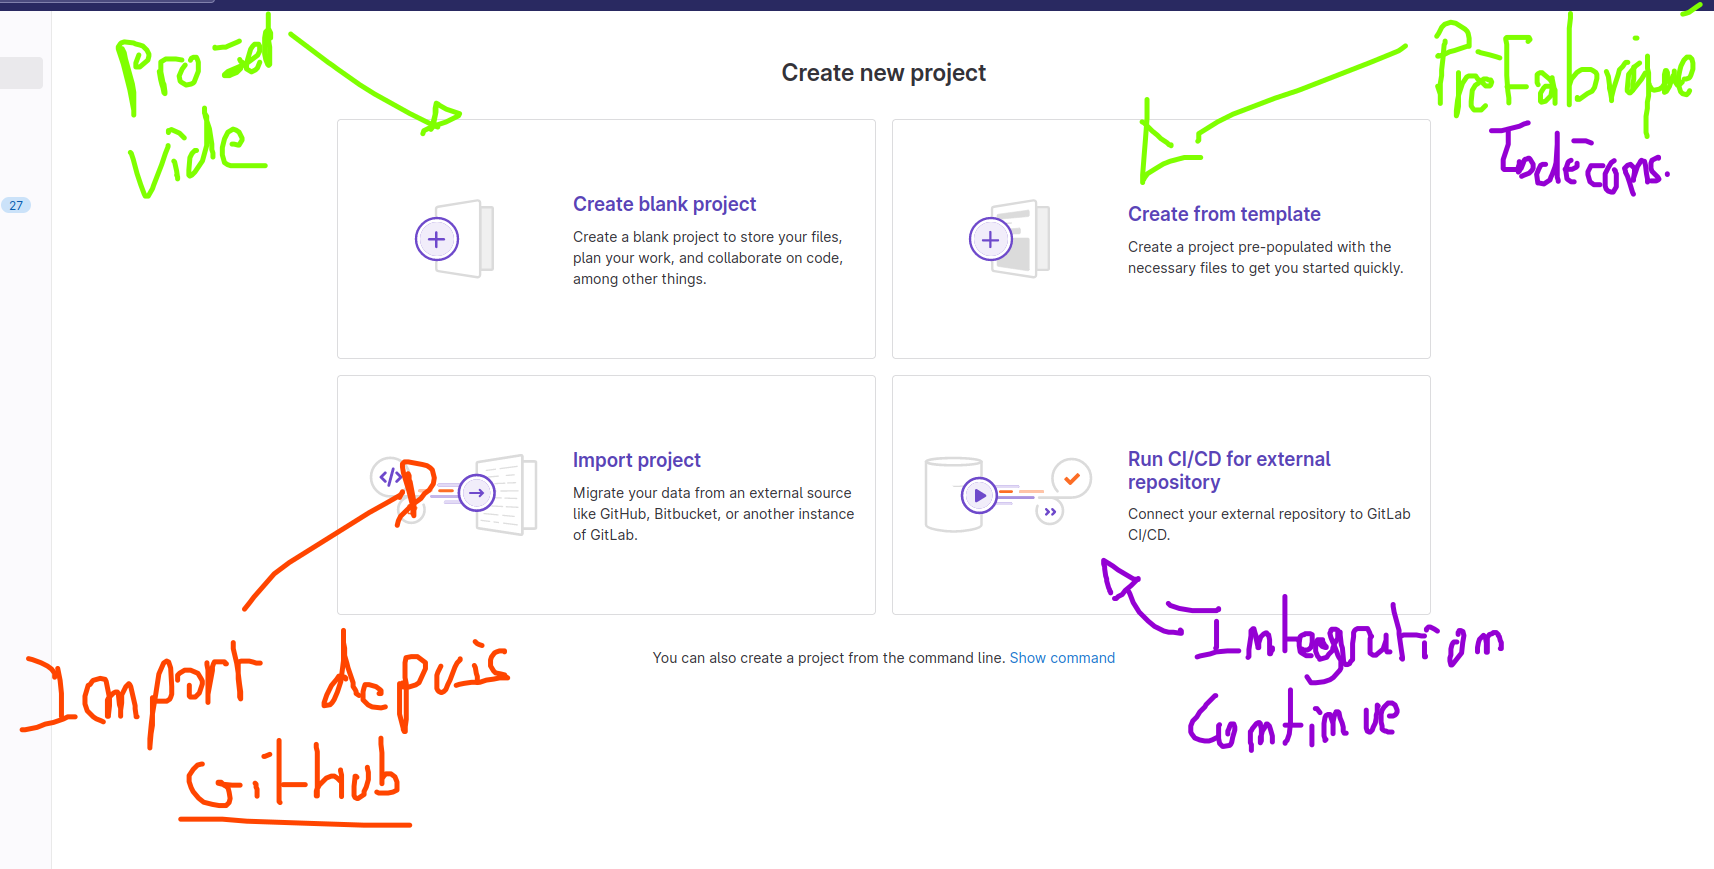 Projet
Vide
Create new project
PréFabriqué
27
Create blank project
Create a blank project to store your files,
plan your work, and collaborate on code,
among other things.
Create from template
Create a project pre-populated with the
necessary files to get you started quickly.
Import project
Migrate your data from an external source
like GitHub, Bitbucket, or another instance
of GitLab.
Run CI/CD for external
repository
Connect your external repository to GitLab
CI/CD.
You can also create a project from the command line. Show command
Import depuis
Github
Intégration
Continue